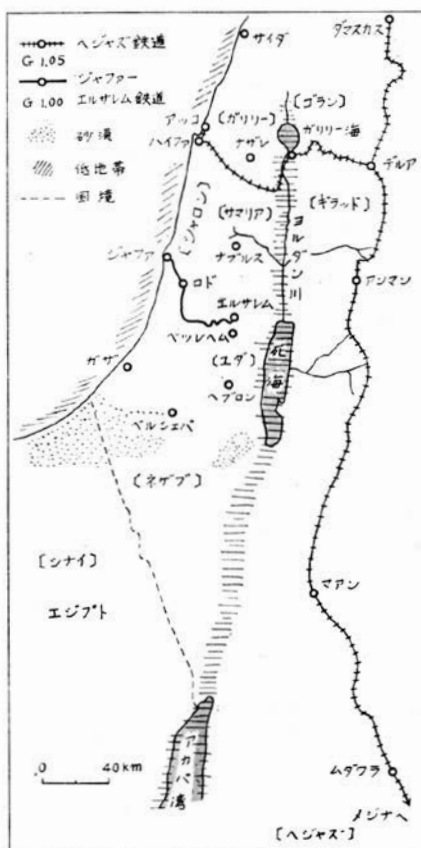 ヘジャズ鉄道
G 1.05
ジャファー
G 1.00 エルサレム鉄道
砂漠
低地帯
国境
サイダ
ダマスカス
アッコ
ハイファ
[ガリリー]
[ゴラン]
ガリリー海
ナザレ
デルア
[シャロン]
[サマリア]
[ギラッド]
ヨルダン川
ジャファ
ナブルス
アンマン
ロド
エルサレム
ベツレヘム
死海
ガザ
[ユダ]
ヘブロン
ベルシェバ
[ネゲブ]
[シナイ]
エジプト
マアン
アカバ湾
0 40km
ムダワラ
メジナへ
[ヘジャズ]